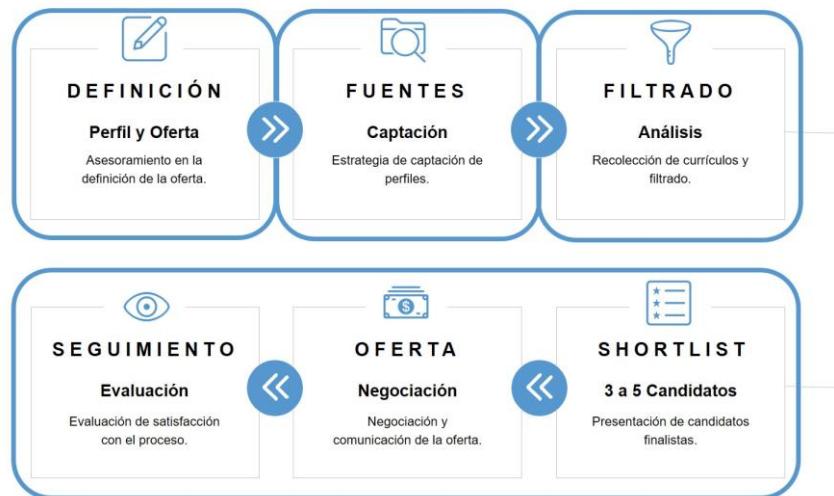 DEFINICIÓN
Perfil y Oferta
Asesoramiento en la
definición de la oferta.
FUENTES
Captación
Estrategia de captación de
perfiles.
FILTRADO
Análisis
Recolección de currículos y
filtrado.
SEGUIMIENTO
Evaluación
Evaluación de satisfacción
con el proceso.
OFERTA
Negociación
Negociación y
comunicación de la oferta.
SHORTLIST
3 a 5 Candidatos
Presentación de candidatos
finalistas.